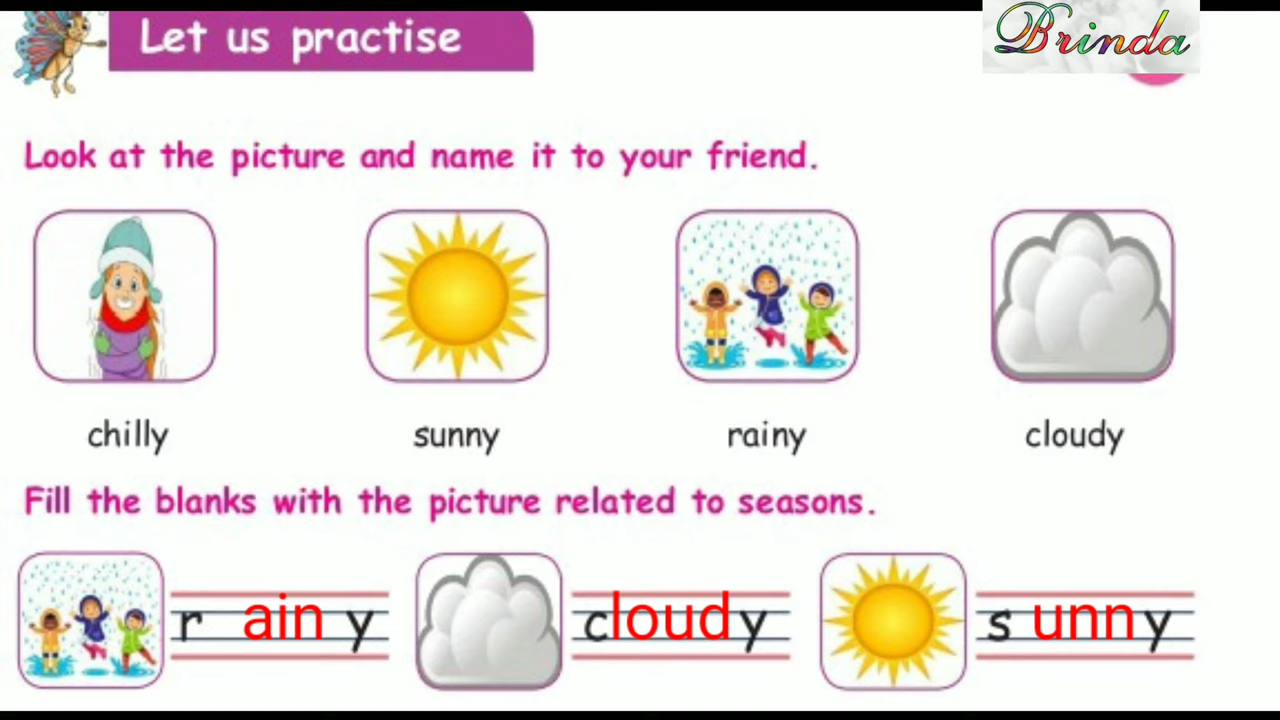 Let us practise
Brinda
Look at the picture and name it to your friend.
chilly sunny rainy cloudy
Fill the blanks with the picture related to seasons.
r ain y cloudy s unny